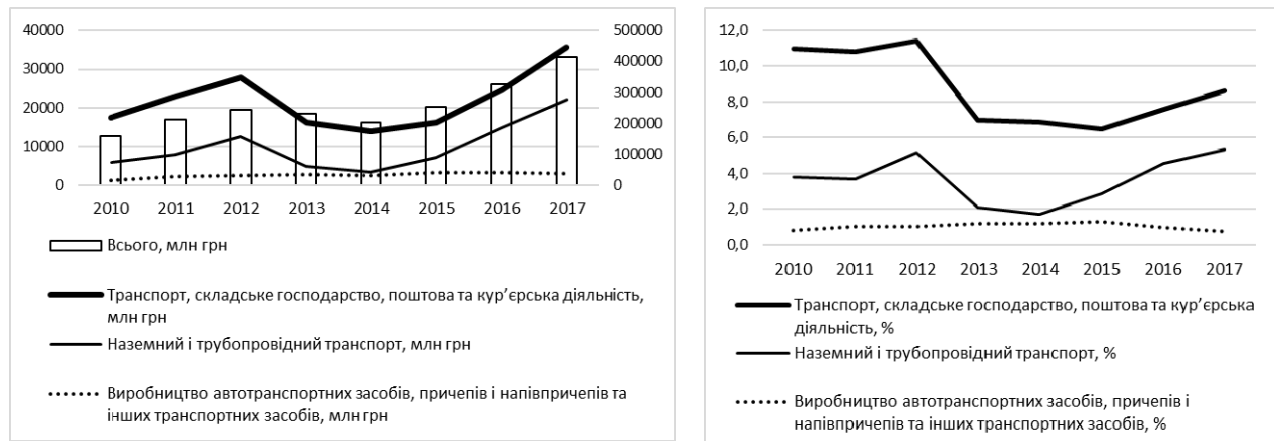 40000 500000
30000 400000
20000 300000
10000 200000
0 100000
0
2010 2011 2012 2013 2014 2015 2016 2017
Всього, млн грн
Транспорт, складське господарство, поштова та кур’єрська діяльність,
млн грн
Наземний і трубопровідний транспорт, млн грн
Виробництво автотранспортних засобів, причепів і напівпричепів та
інших транспортних засобів, млн грн
12,0
10,0
8,0
6,0
4,0
2,0
0,0
2010 2011 2012 2013 2014 2015 2016 2017
Транспорт, складське господарство, поштова та кур’єрська
діяльність, %
Наземний і трубопровідний транспорт, %
Виробництво автотранспортних засобів, причепів і
напівпричепів та інших транспортних засобів, %